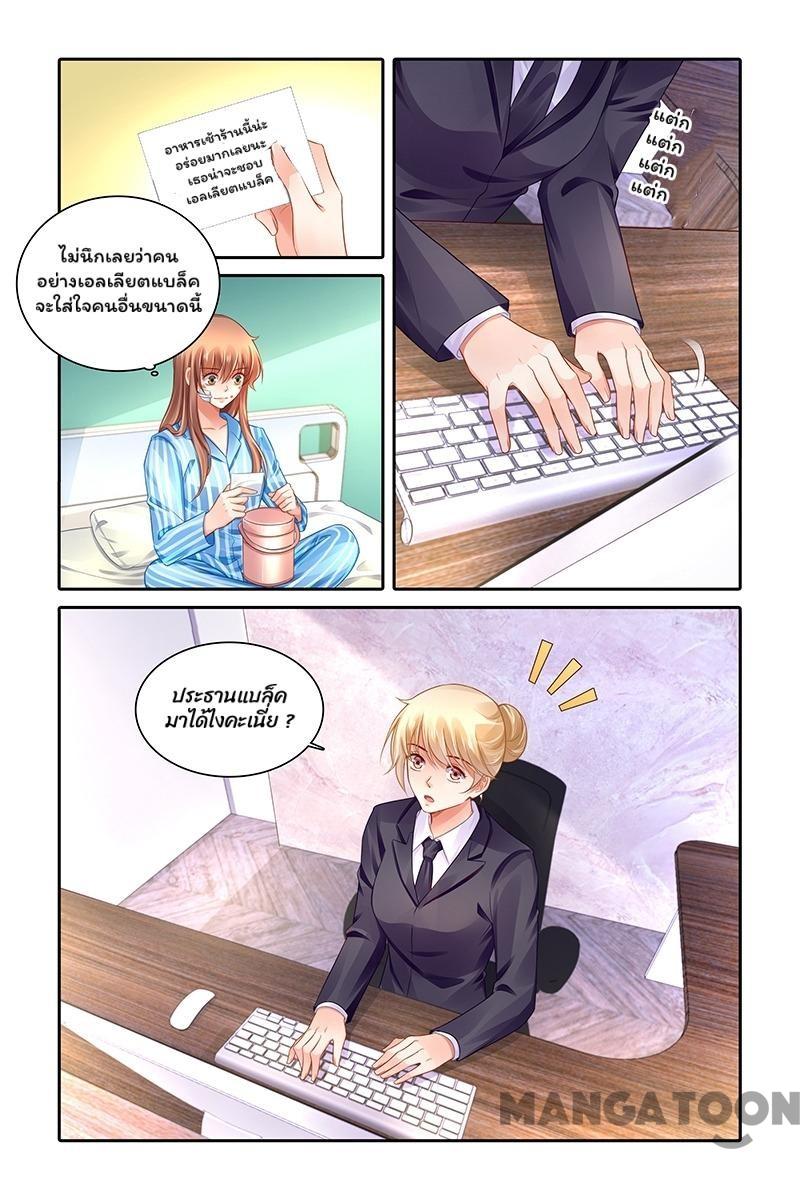 อาหารเช้าร้านนี้น่ะ
อร่อยมากเลยนะ
เธอน่าจะชอบ
เอลเลียตแบล็ค
แต่ก
แต่ก
แต่ก
แต่ก
ไม่นึกเลยว่าคน
อย่างเอลเลียตแบล็ค
จะใส่ใจคนอื่นขนาดนี้
ประธานแบล็ค
มาได้ไงคะเนี่ย ?
MANGATOON